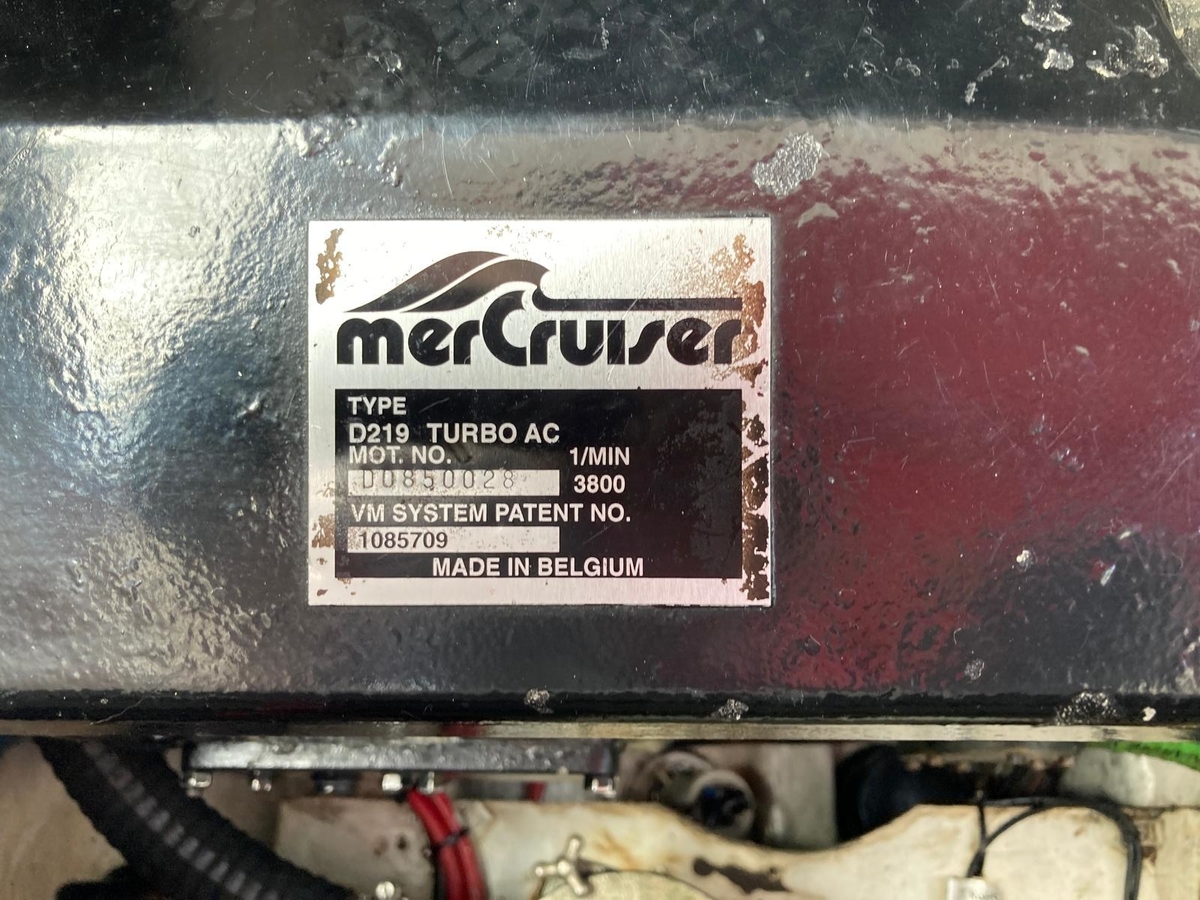 merCruiser
TYPE
D219 TURBO AC
MOT. NO. 1/MIN
D0850028 3800
VM SYSTEM PATENT NO.
1085709
MADE IN BELGIUM